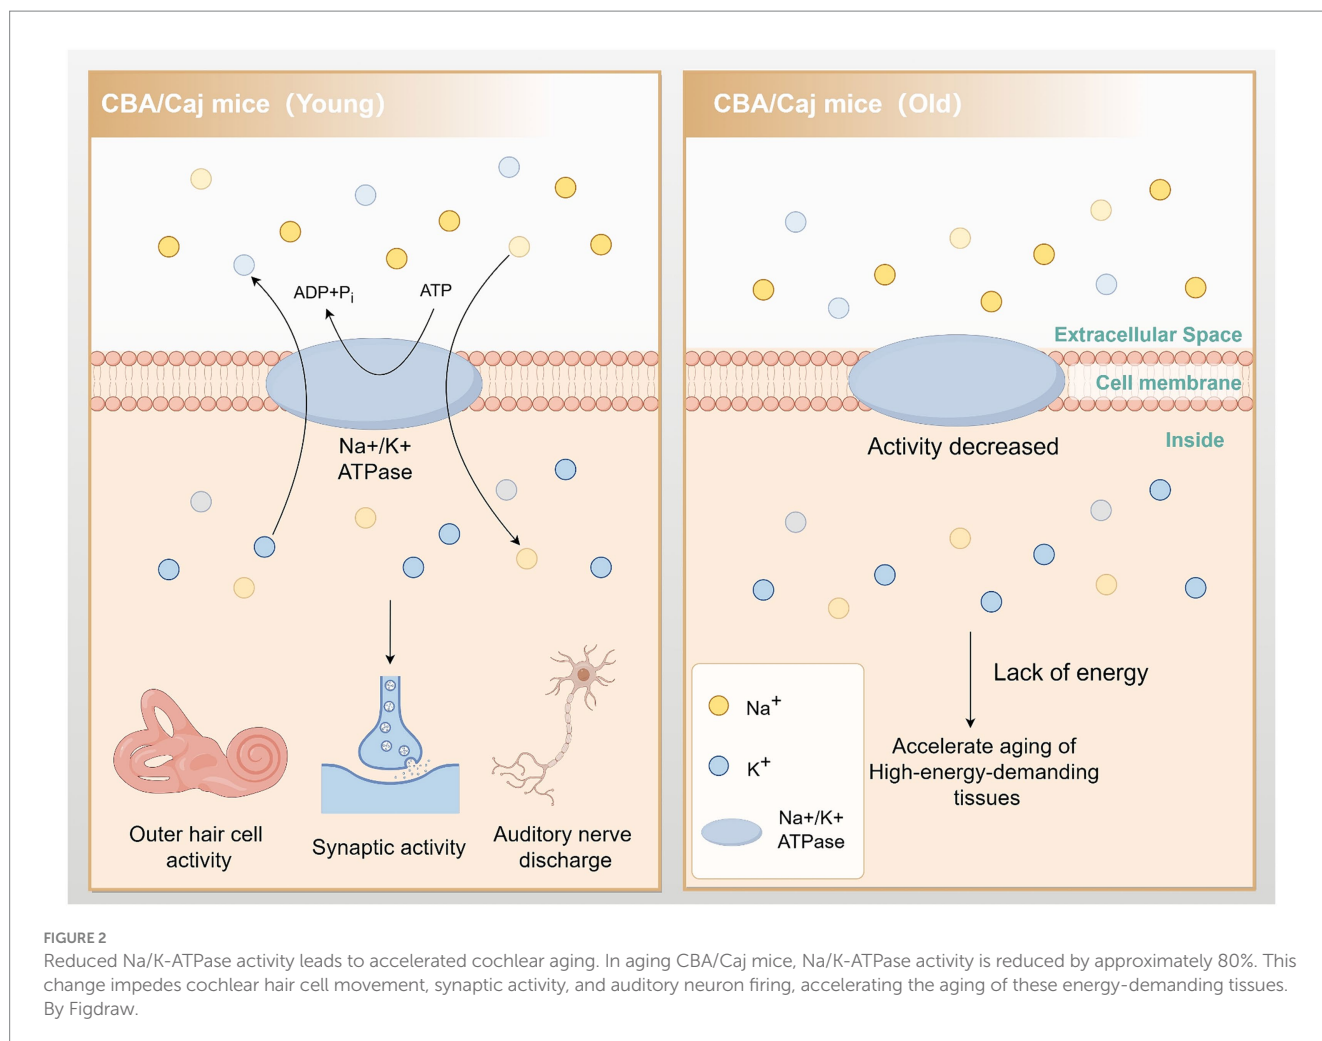 CBA/Caj mice（Young）
ADP+Pi
ATP
Na+/K+
ATPase
Outer hair cell
activity
Synaptic activity
Auditory nerve
discharge
CBA/Caj mice（Old）
Extracellular Space
Cell membrane
Inside
Activity decreased
Lack of energy
Accelerate aging of
High-energy-demanding
tissues
Na+
K+
Na+/K+
ATPase
FIGURE 2
Reduced Na/K-ATPase activity leads to accelerated cochlear aging. In aging CBA/Caj mice, Na/K-ATPase activity is reduced by approximately 80%. This
change impedes cochlear hair cell movement, synaptic activity, and auditory neuron firing, accelerating the aging of these energy-demanding tissues.
By Figdraw.